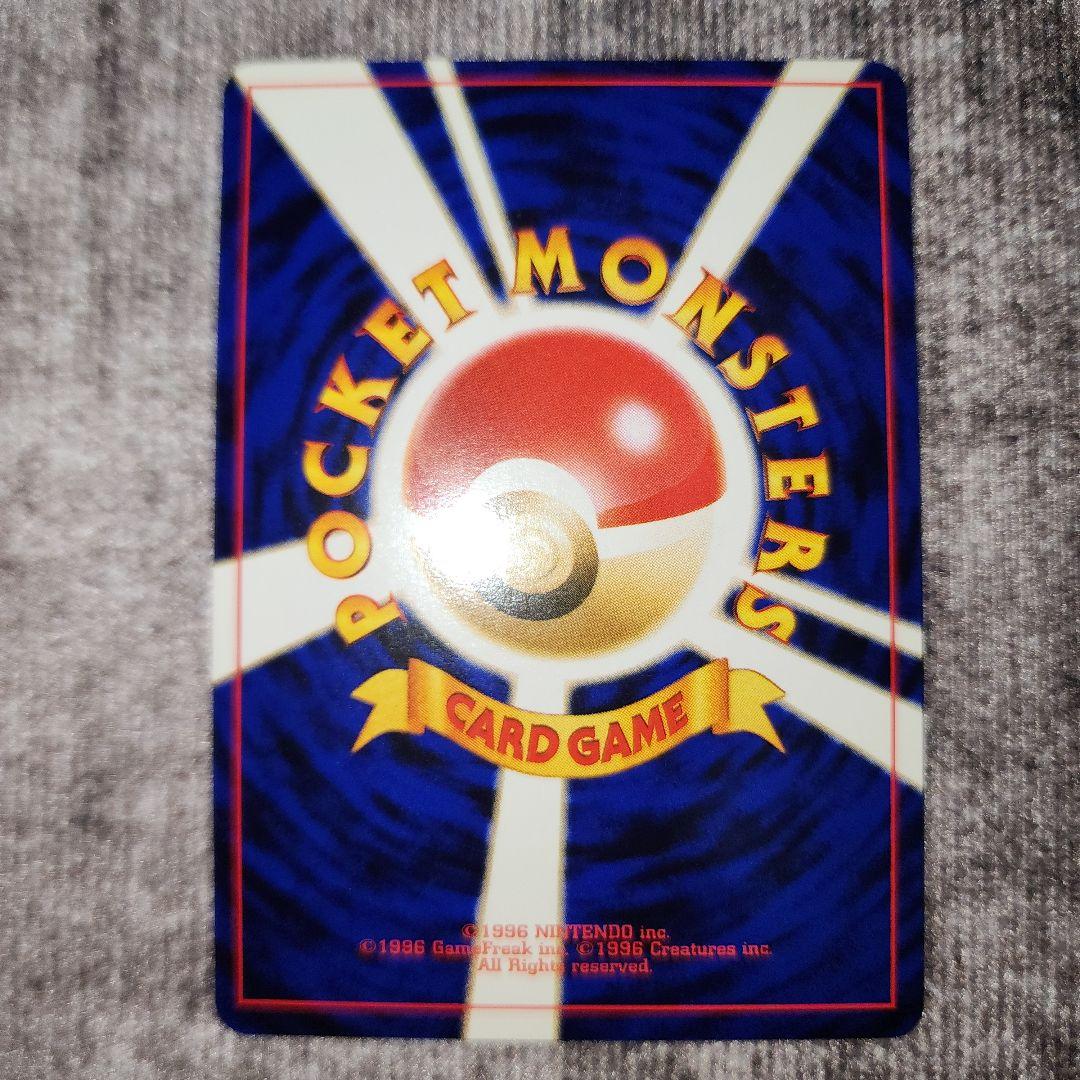 POCKET MONSTERS
CARD GAME
©1996 NINTENDO inc.
©1996 GameFreak inc. ©1996 Creatures inc.
All Rights reserved.